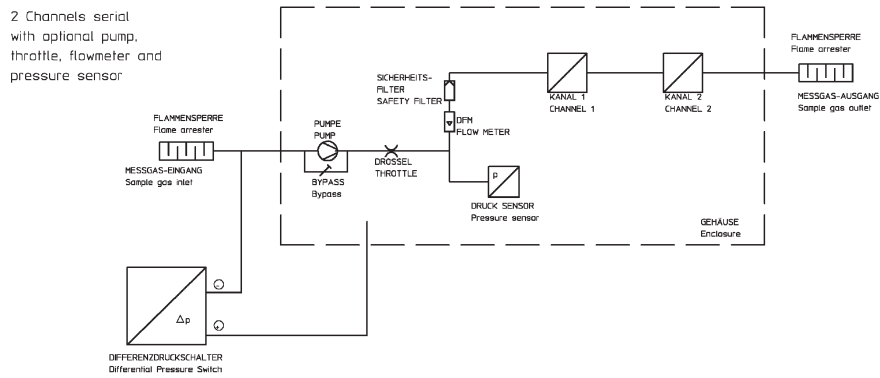 2 Channels serial
with optional pump,
throttle, flowmeter and
pressure sensor
FLAMMENSPERRE
Flame arrester
MESSGAS-AUSGANG
Sample gas outlet
SICHERHEITS-
FILTER
SAFETY FILTER
KANAL 1
CHANNEL 1
KANAL 2
CHANNEL 2
DFM
FLOW METER
FLAMMENSPERRE
Flame arrester
MESSGAS-EINGANG
Sample gas inlet
PUMPE
PUMP
BYPASS
Bypass
DROSSEL
THROTTLE
p
DRUCK SENSOR
Pressure sensor
GEHÄUSE
Enclosure
-
Δp
+
DIFFERENZDRUCKSCHALTER
Differential Pressure Switch